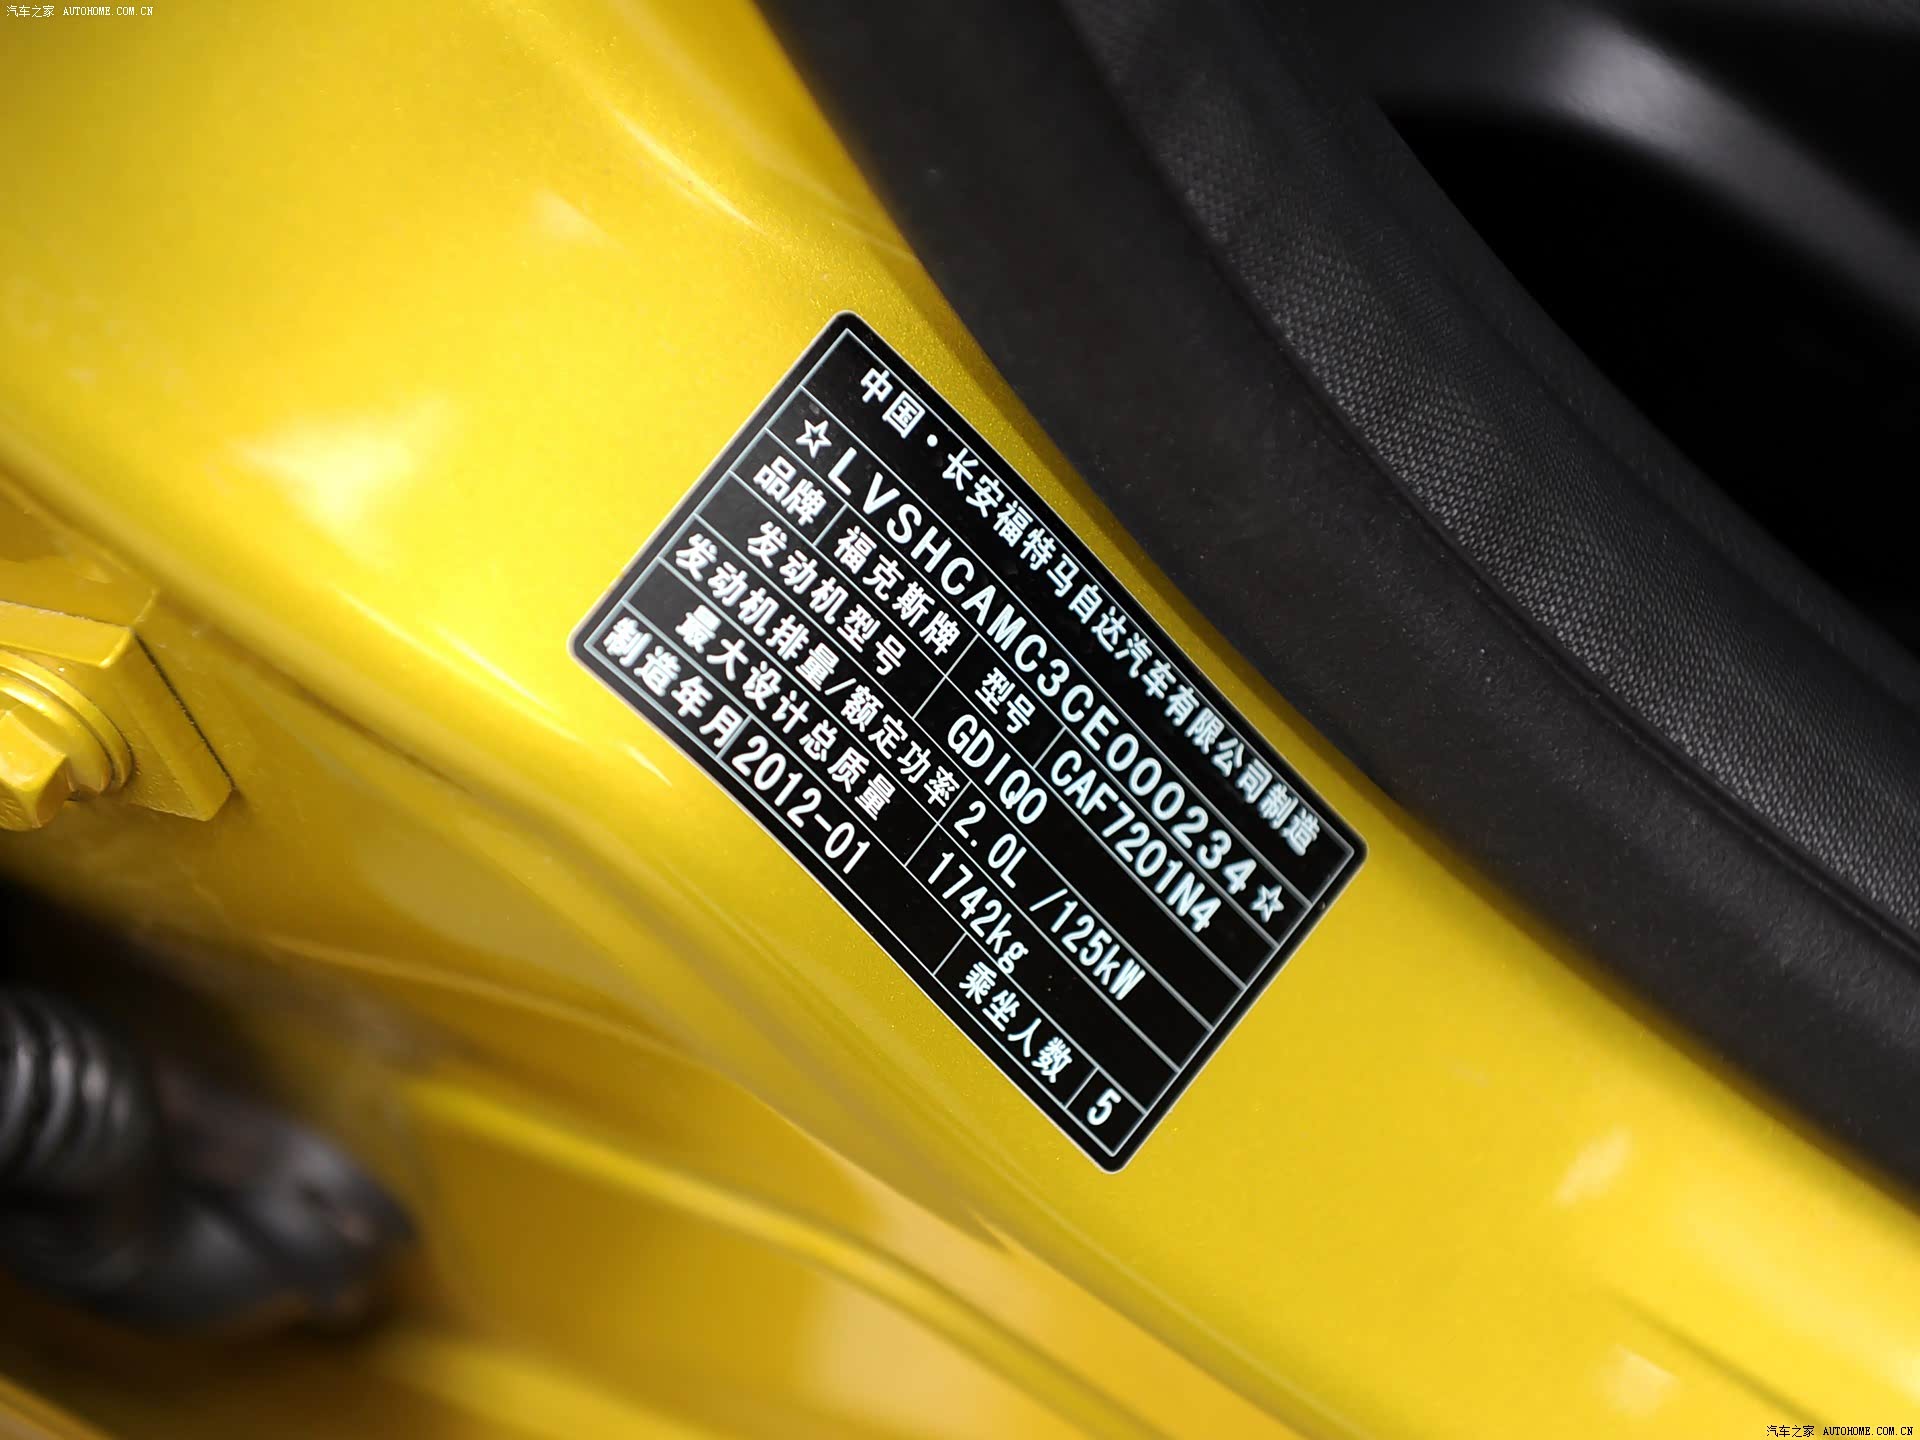 汽车之家 AUTOHOME.COM.CN
中国·长安福特马自达汽车有限公司制造
☆LVSHCAMC3CE000234☆
品牌 福克斯牌 型号 CAF7201N4
发动机型号 GDIQ0
发动机排量/额定功率 2.0L /125kW
最大设计总质量 1742kg
制造年月 2012-01 乘坐人数 5
汽车之家 AUTOHOME.COM.CN